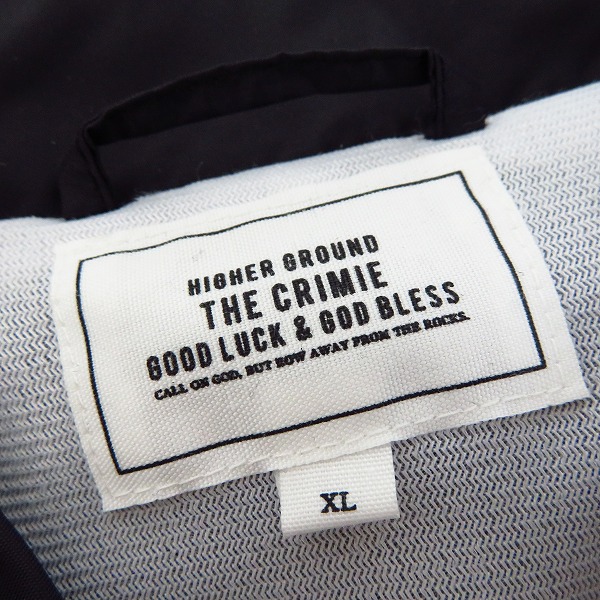 HIGHER GROUND
THE CRIMIE
GOOD LUCK & GOD BLESS
CALL ON GOD, BUT ROW AWAY FROM THE ROCKS.
XL